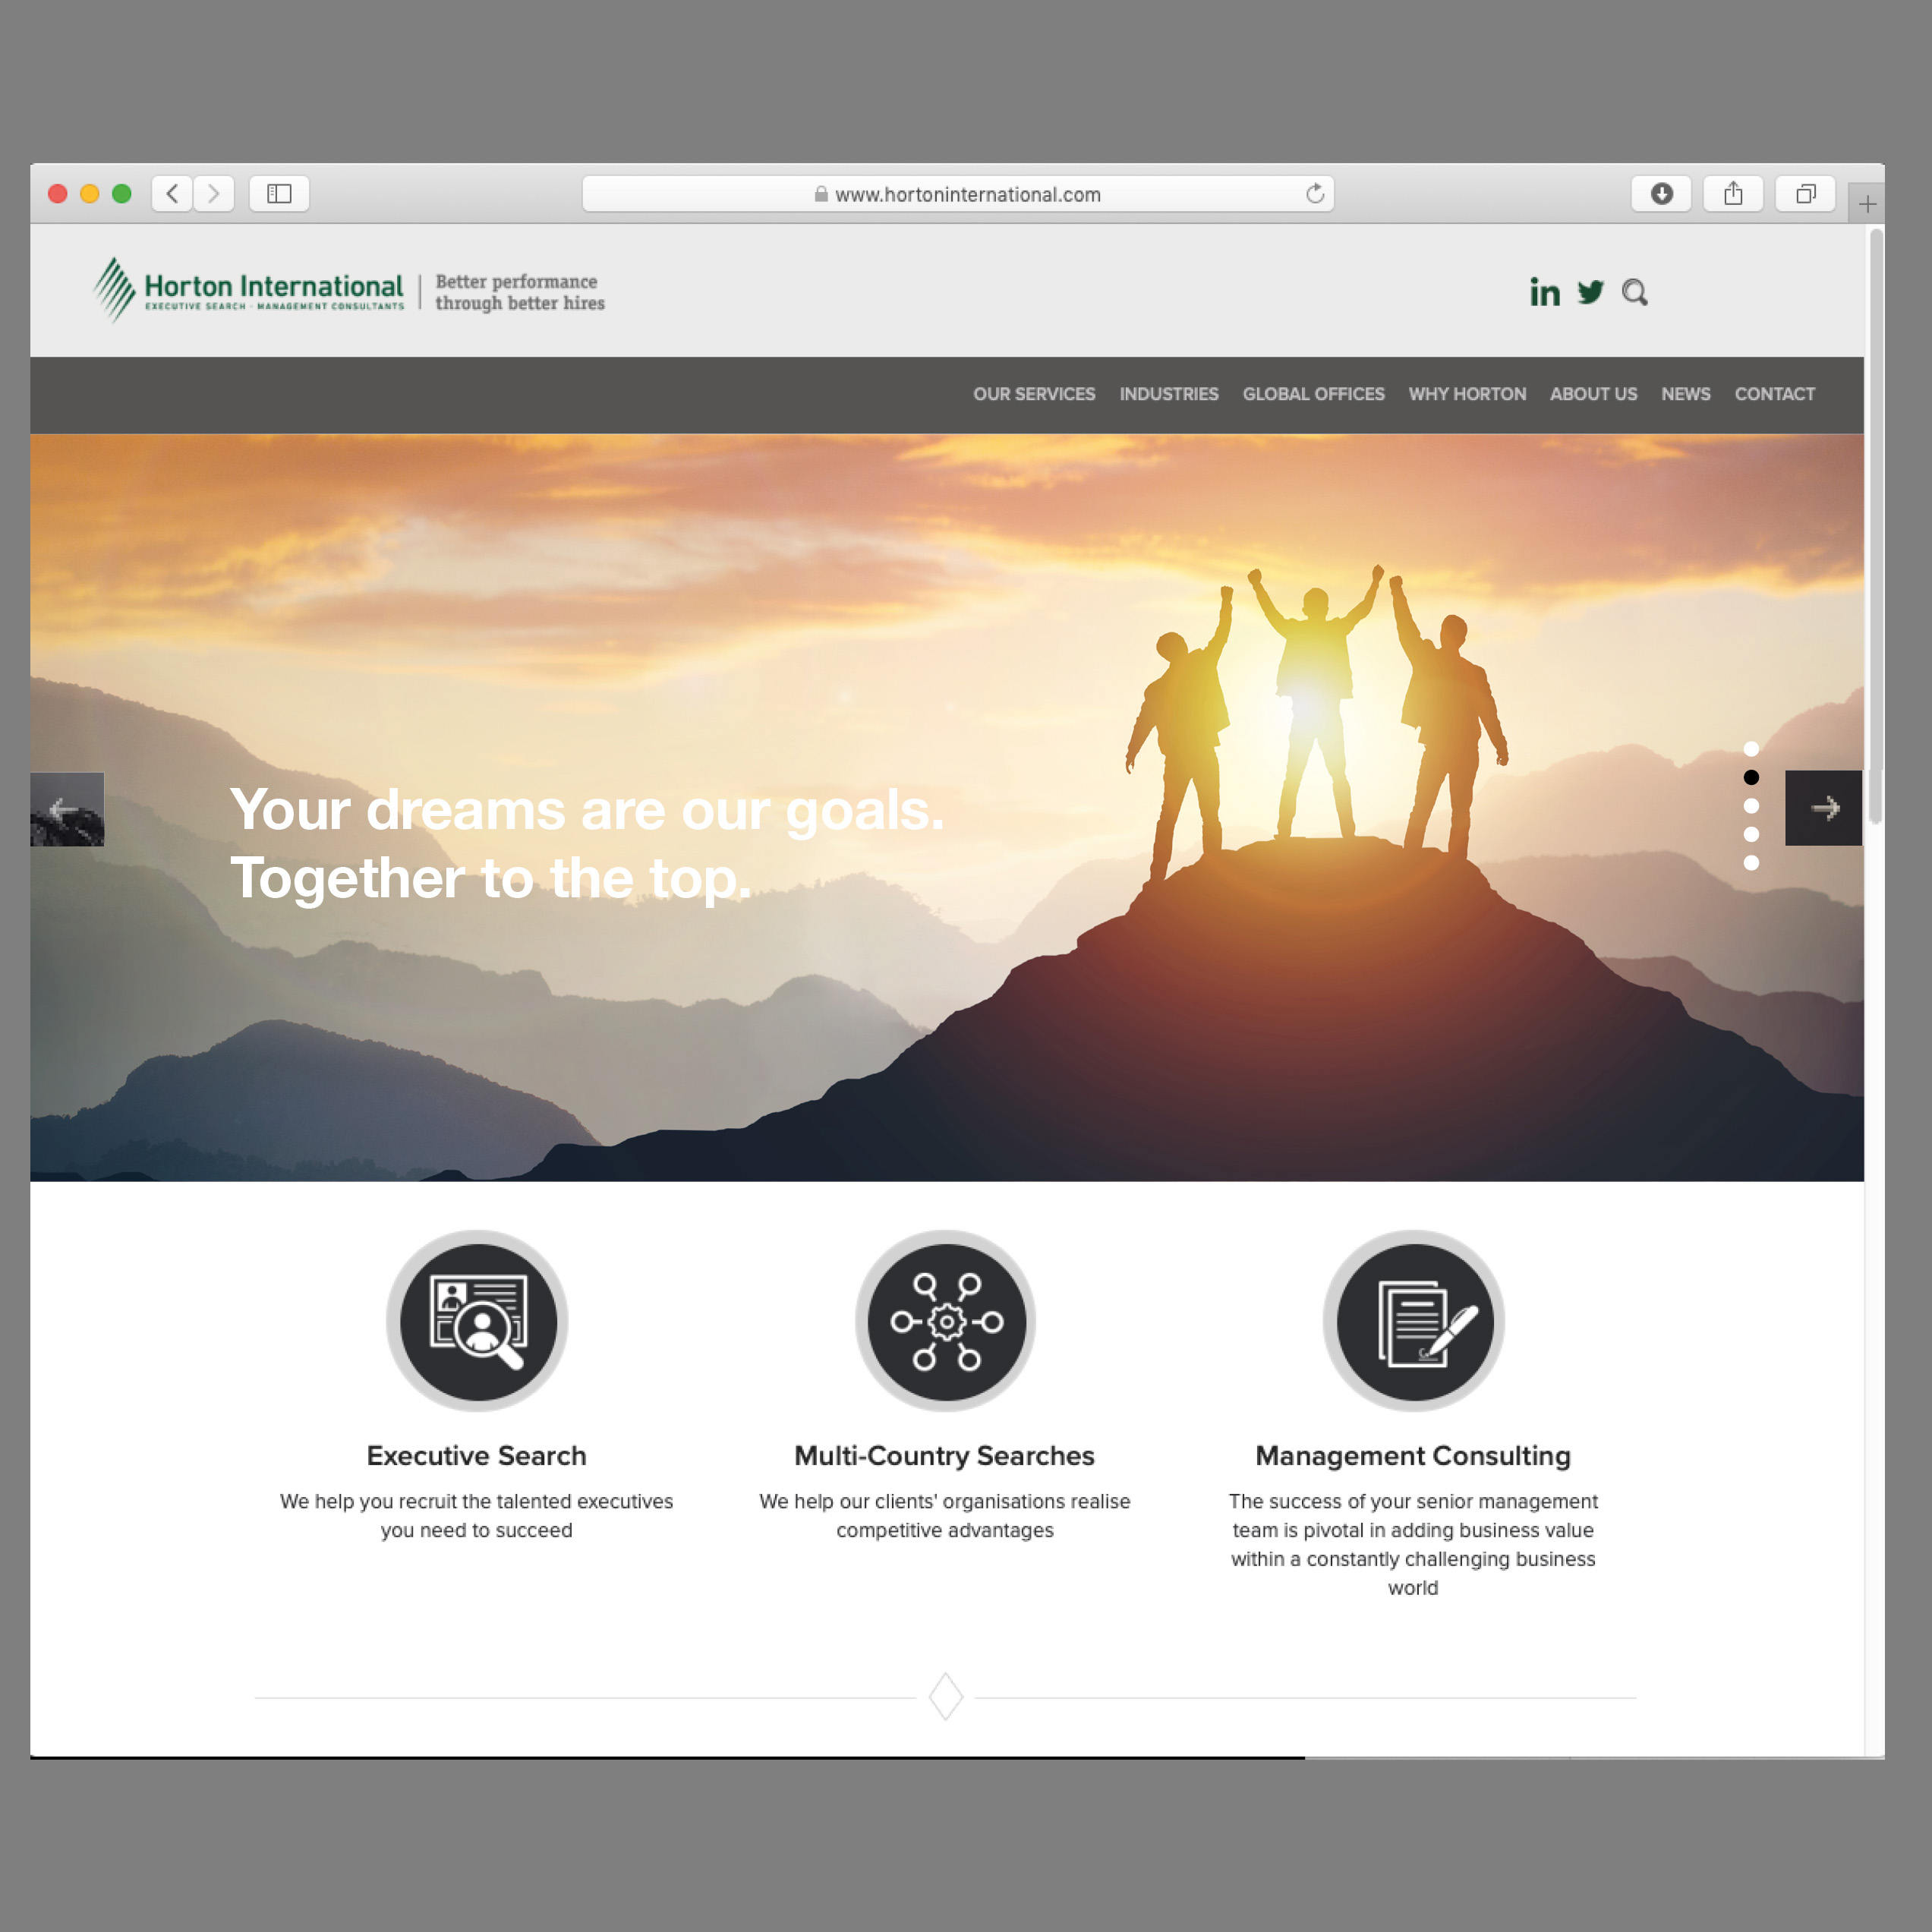 www.hortoninternational.com
Horton International
EXECUTIVE SEARCH · MANAGEMENT CONSULTANTS
Better performance
through better hires
in
OUR SERVICES INDUSTRIES GLOBAL OFFICES WHY HORTON ABOUT US NEWS CONTACT
Your dreams are our goals.
Together to the top.
Executive Search
We help you recruit the talented executives
you need to succeed
Multi-Country Searches
We help our clients' organisations realise
competitive advantages
Management Consulting
The success of your senior management
team is pivotal in adding business value
within a constantly challenging business
world